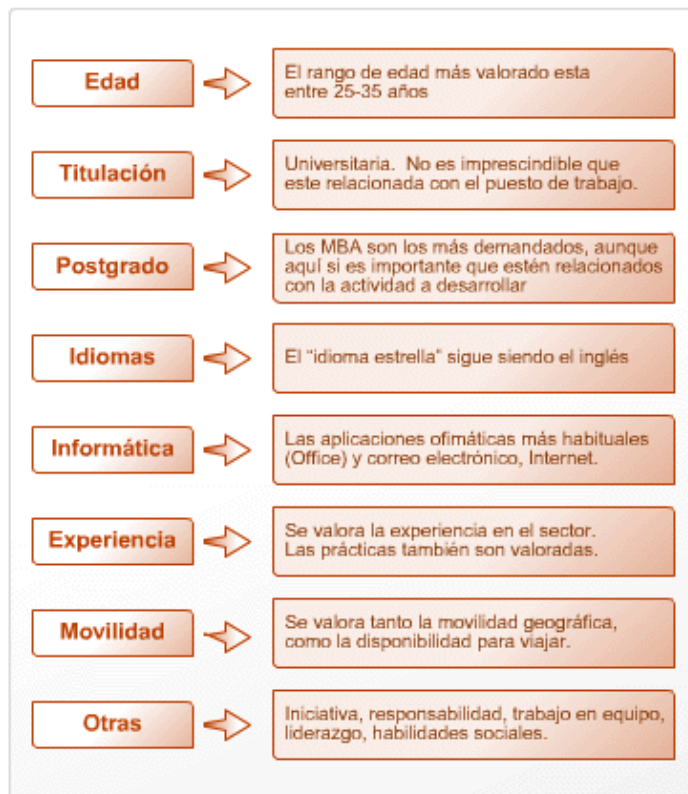 Edad
El rango de edad más valorado esta
entre 25-35 años
Titulación
Universitaria. No es imprescindible que
este relacionada con el puesto de trabajo.
Postgrado
Los MBA son los más demandados, aunque
aquí si es importante que estén relacionados
con la actividad a desarrollar
Idiomas
El “idioma estrella” sigue siendo el inglés
Informática
Las aplicaciones ofimáticas más habituales
(Office) y correo electrónico, Internet.
Experiencia
Se valora la experiencia en el sector.
Las prácticas también son valoradas.
Movilidad
Se valora tanto la movilidad geográfica,
como la disponibilidad para viajar.
Otras
Iniciativa, responsabilidad, trabajo en equipo,
liderazgo, habilidades sociales.